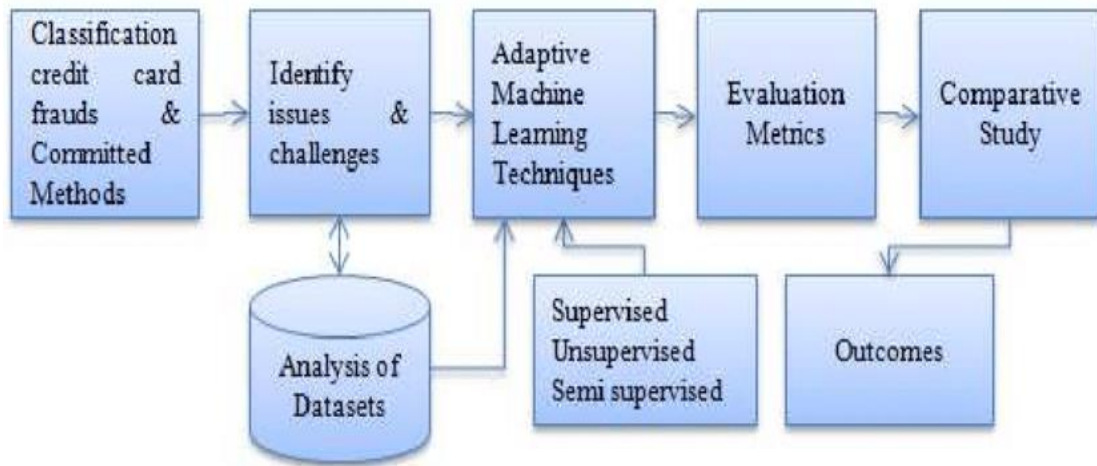 Classification
credit card
frauds &
Committed
Methods
Identify
issues &
challenges
Adaptive
Machine
Learning
Techniques
Evaluation
Metrics
Comparative
Study
Analysis of
Datasets
Supervised
Unsupervised
Semi supervised
Outcomes